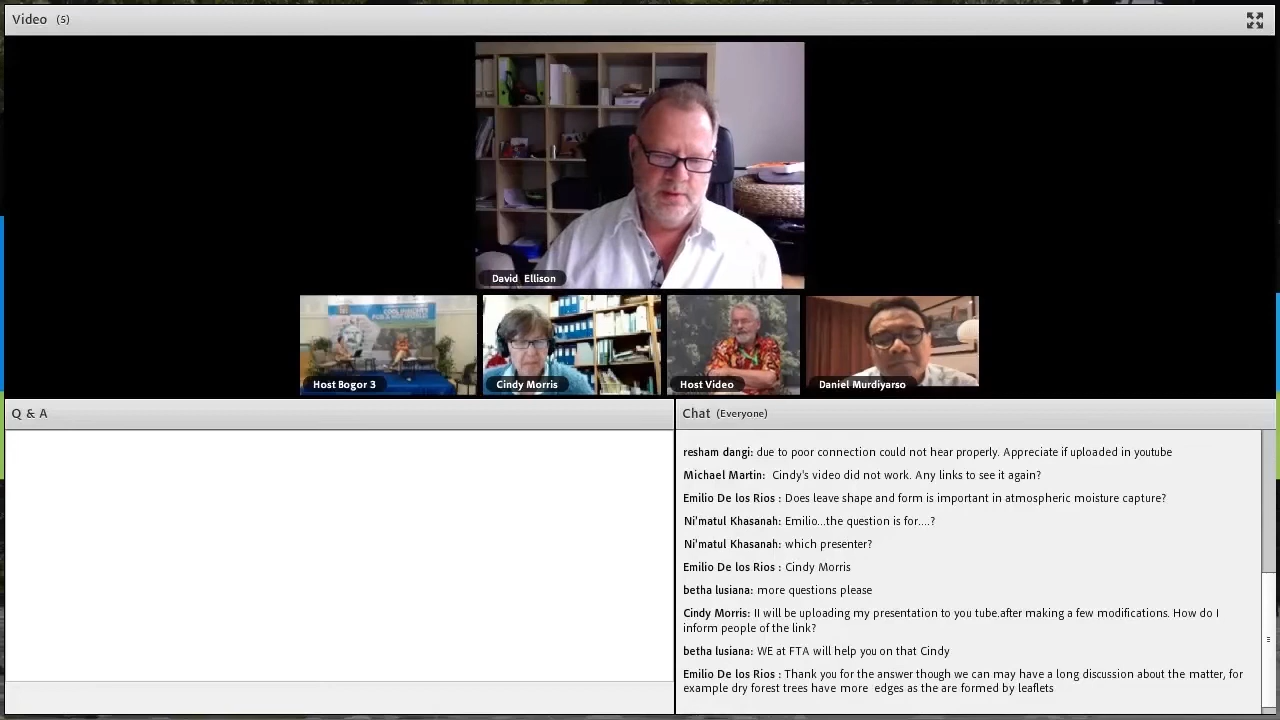 Video (5)
David Ellison
COOL INSIGHTS
FOR A HOT WORLD
Host Bogor 3
Cindy Morris
Host Video
Daniel Murdiyarso
Q & A
Chat (Everyone)
resham dangi: due to poor connection could not hear properly. Appreciate if uploaded in youtube
Michael Martin: Cindy's video did not work. Any links to see it again?
Emilio De los Rios : Does leave shape and form is important in atmospheric moisture capture?
Ni'matul Khasanah: Emilio...the question is for....?
Ni'matul Khasanah: which presenter?
Emilio De los Rios : Cindy Morris
betha lusiana: more questions please
Cindy Morris: II will be uploading my presentation to you tube.after making a few modifications. How do I
inform people of the link?
betha lusiana: WE at FTA will help you on that Cindy
Emilio De los Rios : Thank you for the answer though we can may have a long discussion about the matter, for
example dry forest trees have more edges as the are formed by leaflets